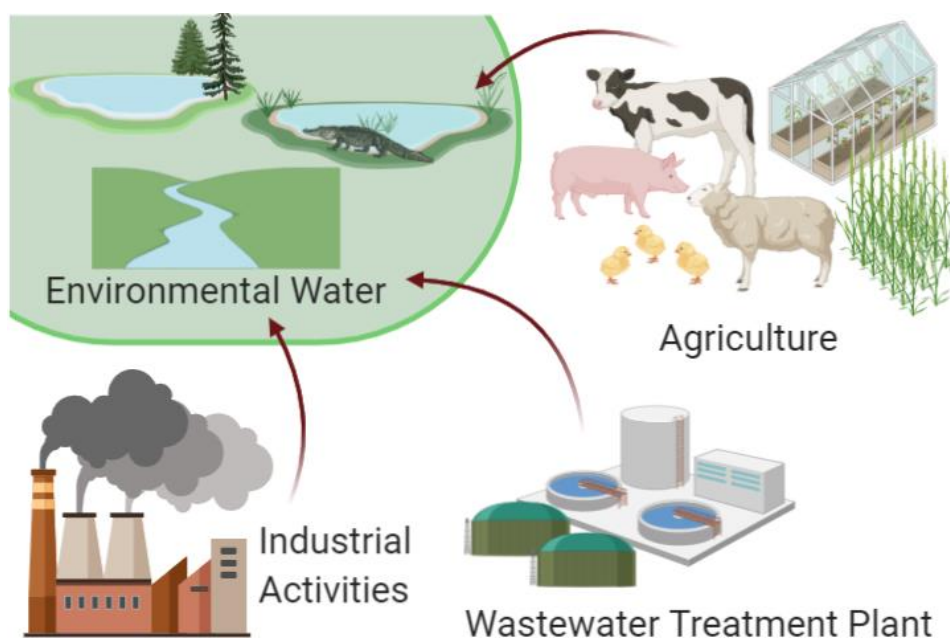 Environmental Water
Agriculture
Industrial
Activities
Wastewater Treatment Plant